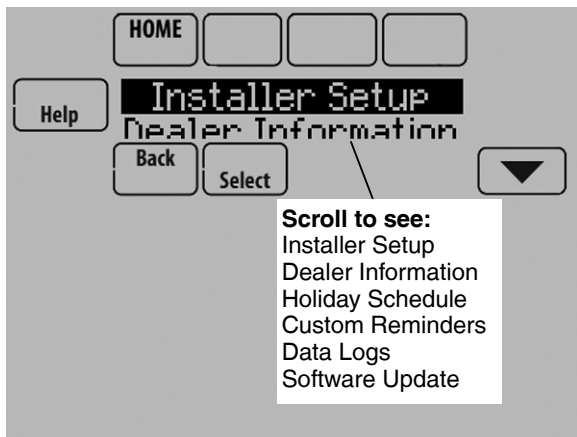 HOME
Help
Installer Setup
Dealer Information
Back
Select
Scroll to see:
Installer Setup
Dealer Information
Holiday Schedule
Custom Reminders
Data Logs
Software Update